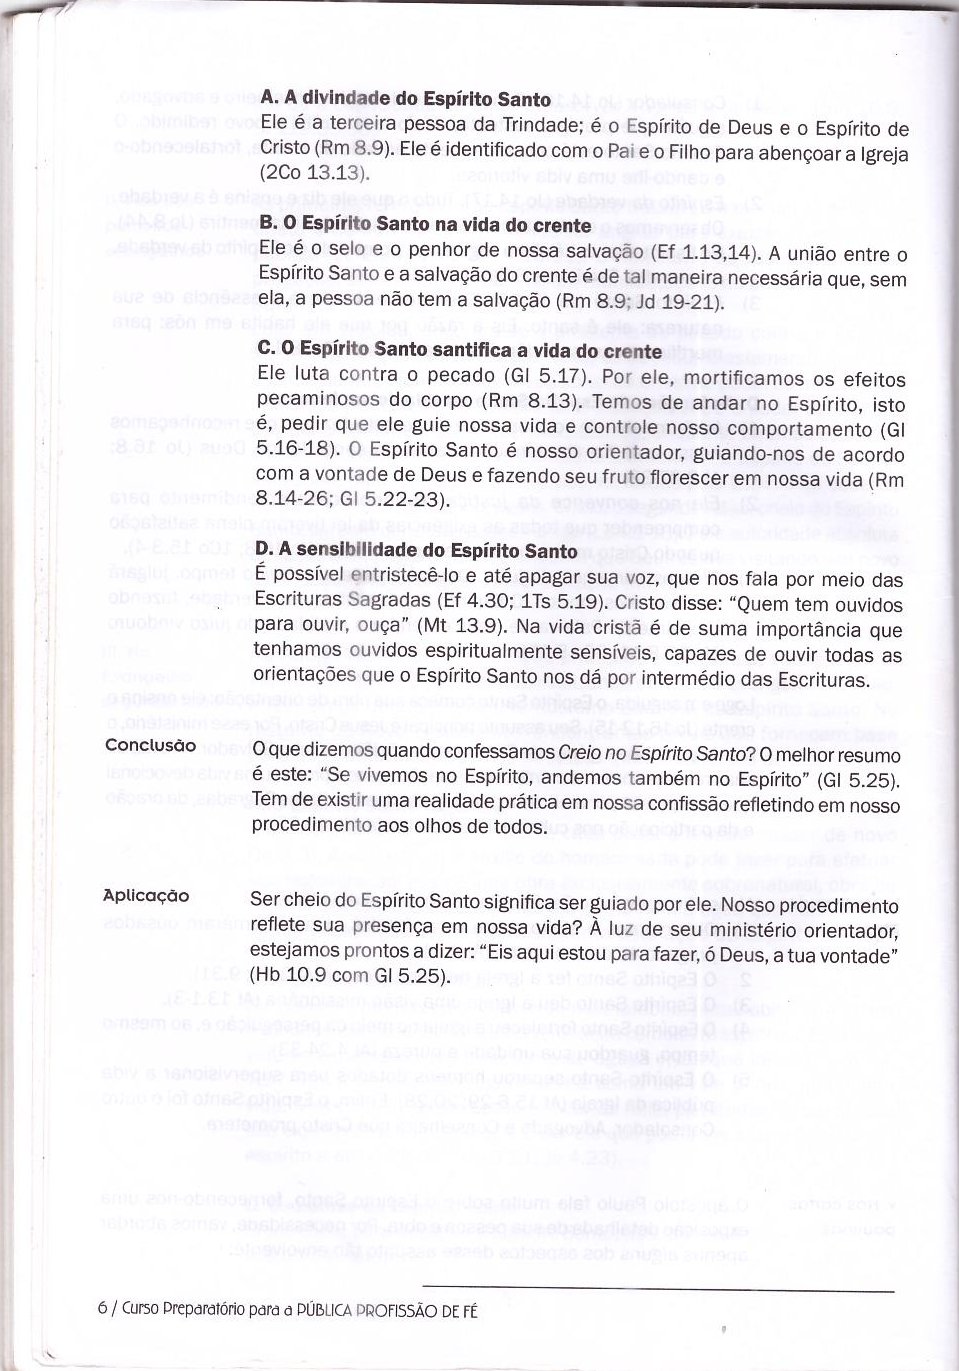 A. A divindade do Espírito Santo
Ele é a terceira pessoa da Trindade; é o Espírito de Deus e o Espírito de
Cristo (Rm 8.9). Ele é identificado com o Pai e o Filho para abençoar a Igreja
(2Co 13.13).
B. O Espírito Santo na vida do crente
Ele é o selo e o penhor de nossa salvação (Ef 1.13,14). A união entre o
Espírito Santo e a salvação do crente é de tal maneira necessária que, sem
ela, a pessoa não tem a salvação (Rm 8.9; Jd 19-21).
C. O Espírito Santo santifica a vida do crente
Ele luta contra o pecado (Gl 5.17). Por ele, mortificamos os efeitos
pecaminosos do corpo (Rm 8.13). Temos de andar no Espírito, isto
é, pedir que ele guie nossa vida e controle nosso comportamento (Gl
5.16-18). O Espírito Santo é nosso orientador, guiando-nos de acordo
com a vontade de Deus e fazendo seu fruto florescer em nossa vida (Rm
8.14-26; Gl 5.22-23).
D. A sensibilidade do Espírito Santo
É possível entristecê-lo e até apagar sua voz, que nos fala por meio das
Escrituras Sagradas (Ef 4.30; 1Ts 5.19). Cristo disse: “Quem tem ouvidos
para ouvir, ouça” (Mt 13.9). Na vida cristã é de suma importância que
tenhamos ouvidos espiritualmente sensíveis, capazes de ouvir todas as
orientações que o Espírito Santo nos dá por intermédio das Escrituras.
Conclusão
O que dizemos quando confessamos Creio no Espírito Santo? O melhor resumo
é este: “Se vivemos no Espírito, andemos também no Espírito” (Gl 5.25).
Tem de existir uma realidade prática em nossa confissão refletindo em nosso
procedimento aos olhos de todos.
Aplicação
Ser cheio do Espírito Santo significa ser guiado por ele. Nosso procedimento
reflete sua presença em nossa vida? À luz de seu ministério orientador,
estejamos prontos a dizer: “Eis aqui estou para fazer, ó Deus, a tua vontade”
(Hb 10.9 com Gl 5.25).
6 / Curso Preparatório para a PÚBLICA PROFISSÃO DE FÉ